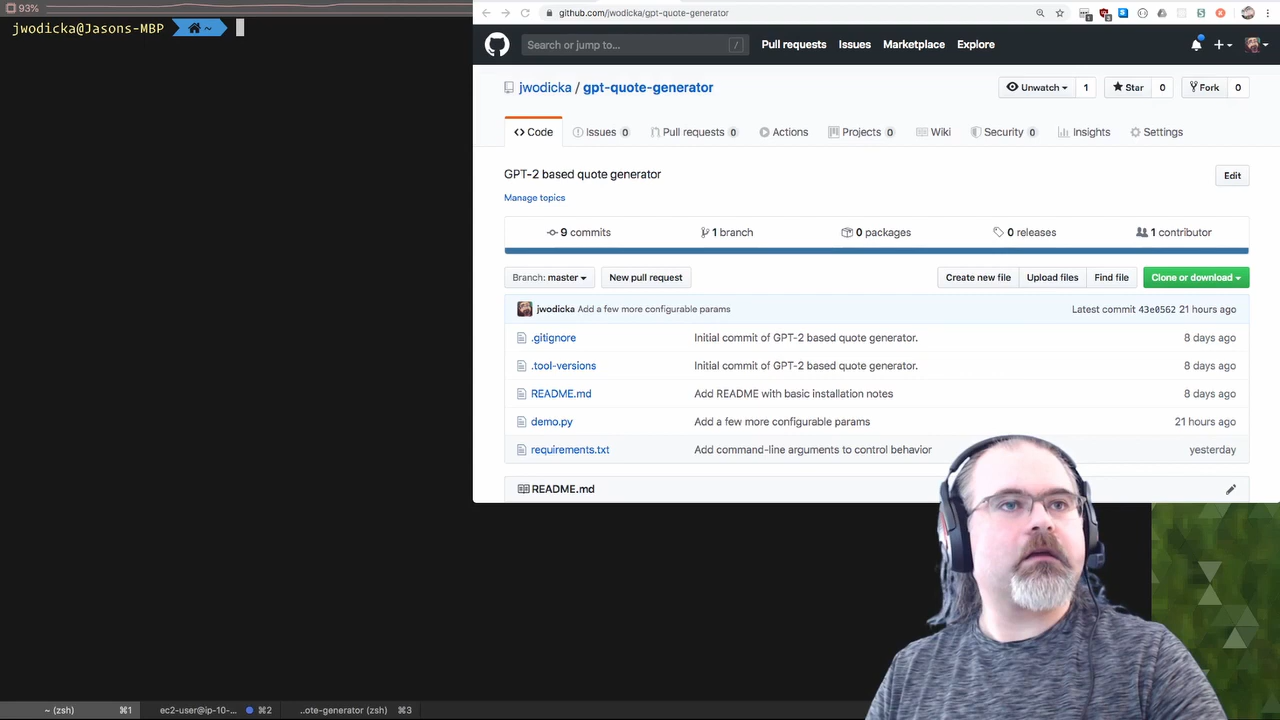 93%
jwodicka@Jasons-MBP ~
github.com/jwodicka/gpt-quote-generator
Search or jump to... /
Pull requests Issues Marketplace Explore
jwodicka / gpt-quote-generator
Unwatch 1 Star 0 Fork 0
Code Issues 0 Pull requests 0 Actions Projects 0 Wiki Security 0 Insights Settings
GPT-2 based quote generator
Edit
Manage topics
9 commits 1 branch 0 packages 0 releases 1 contributor
Branch: master New pull request Create new file Upload files Find file Clone or download
jwodicka Add a few more configurable params Latest commit 43e0562 21 hours ago
.gitignore Initial commit of GPT-2 based quote generator. 8 days ago
.tool-versions Initial commit of GPT-2 based quote generator. 8 days ago
README.md Add README with basic installation notes 8 days ago
demo.py Add a few more configurable params 21 hours ago
requirements.txt Add command-line arguments to control behavior yesterday
README.md
~ (zsh) ⌘1 ec2-user@ip-10-... ⌘2 ..ote-generator (zsh) ⌘3